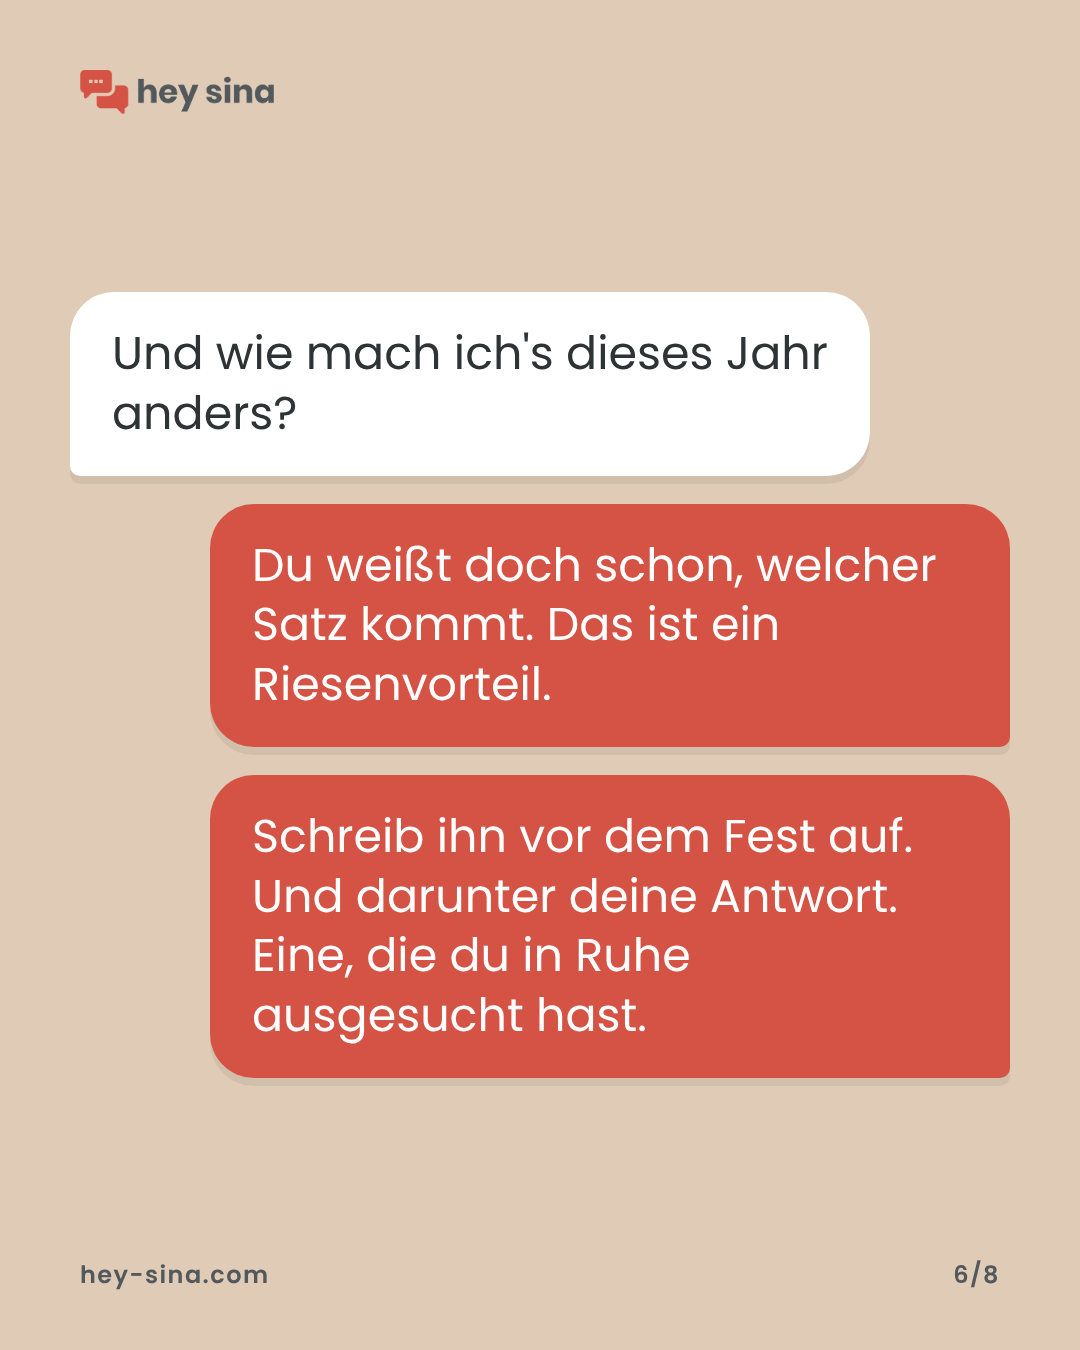 hey sina
Und wie mach ich's dieses Jahr
anders?
Du weißt doch schon, welcher
Satz kommt. Das ist ein
Riesenvorteil.
Schreib ihn vor dem Fest auf.
Und darunter deine Antwort.
Eine, die du in Ruhe
ausgesucht hast.
hey-sina.com
6/8